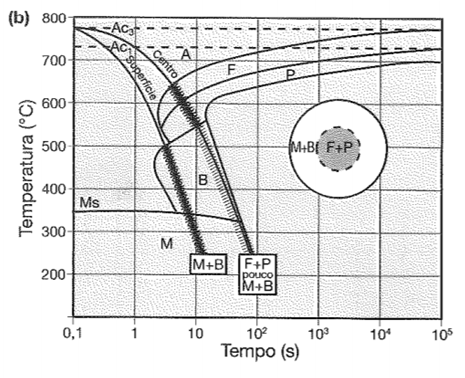 (b)
800
700
600
500
400
300
200
Temperatura (°C)
Ac₃
Ac₁
Superfície
Centro
A
F
P
B
Ms
M
M+B
F+P
M+B
F+P
pouco
M+B
0,1
1
10
10²
10³
10⁴
10⁵
Tempo (s)